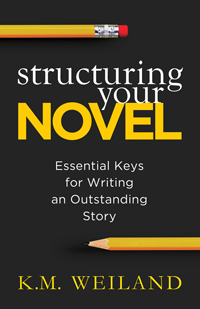 structuring
your
NOVEL
Essential Keys
for Writing
an Outstanding
Story
K.M. WEILAND